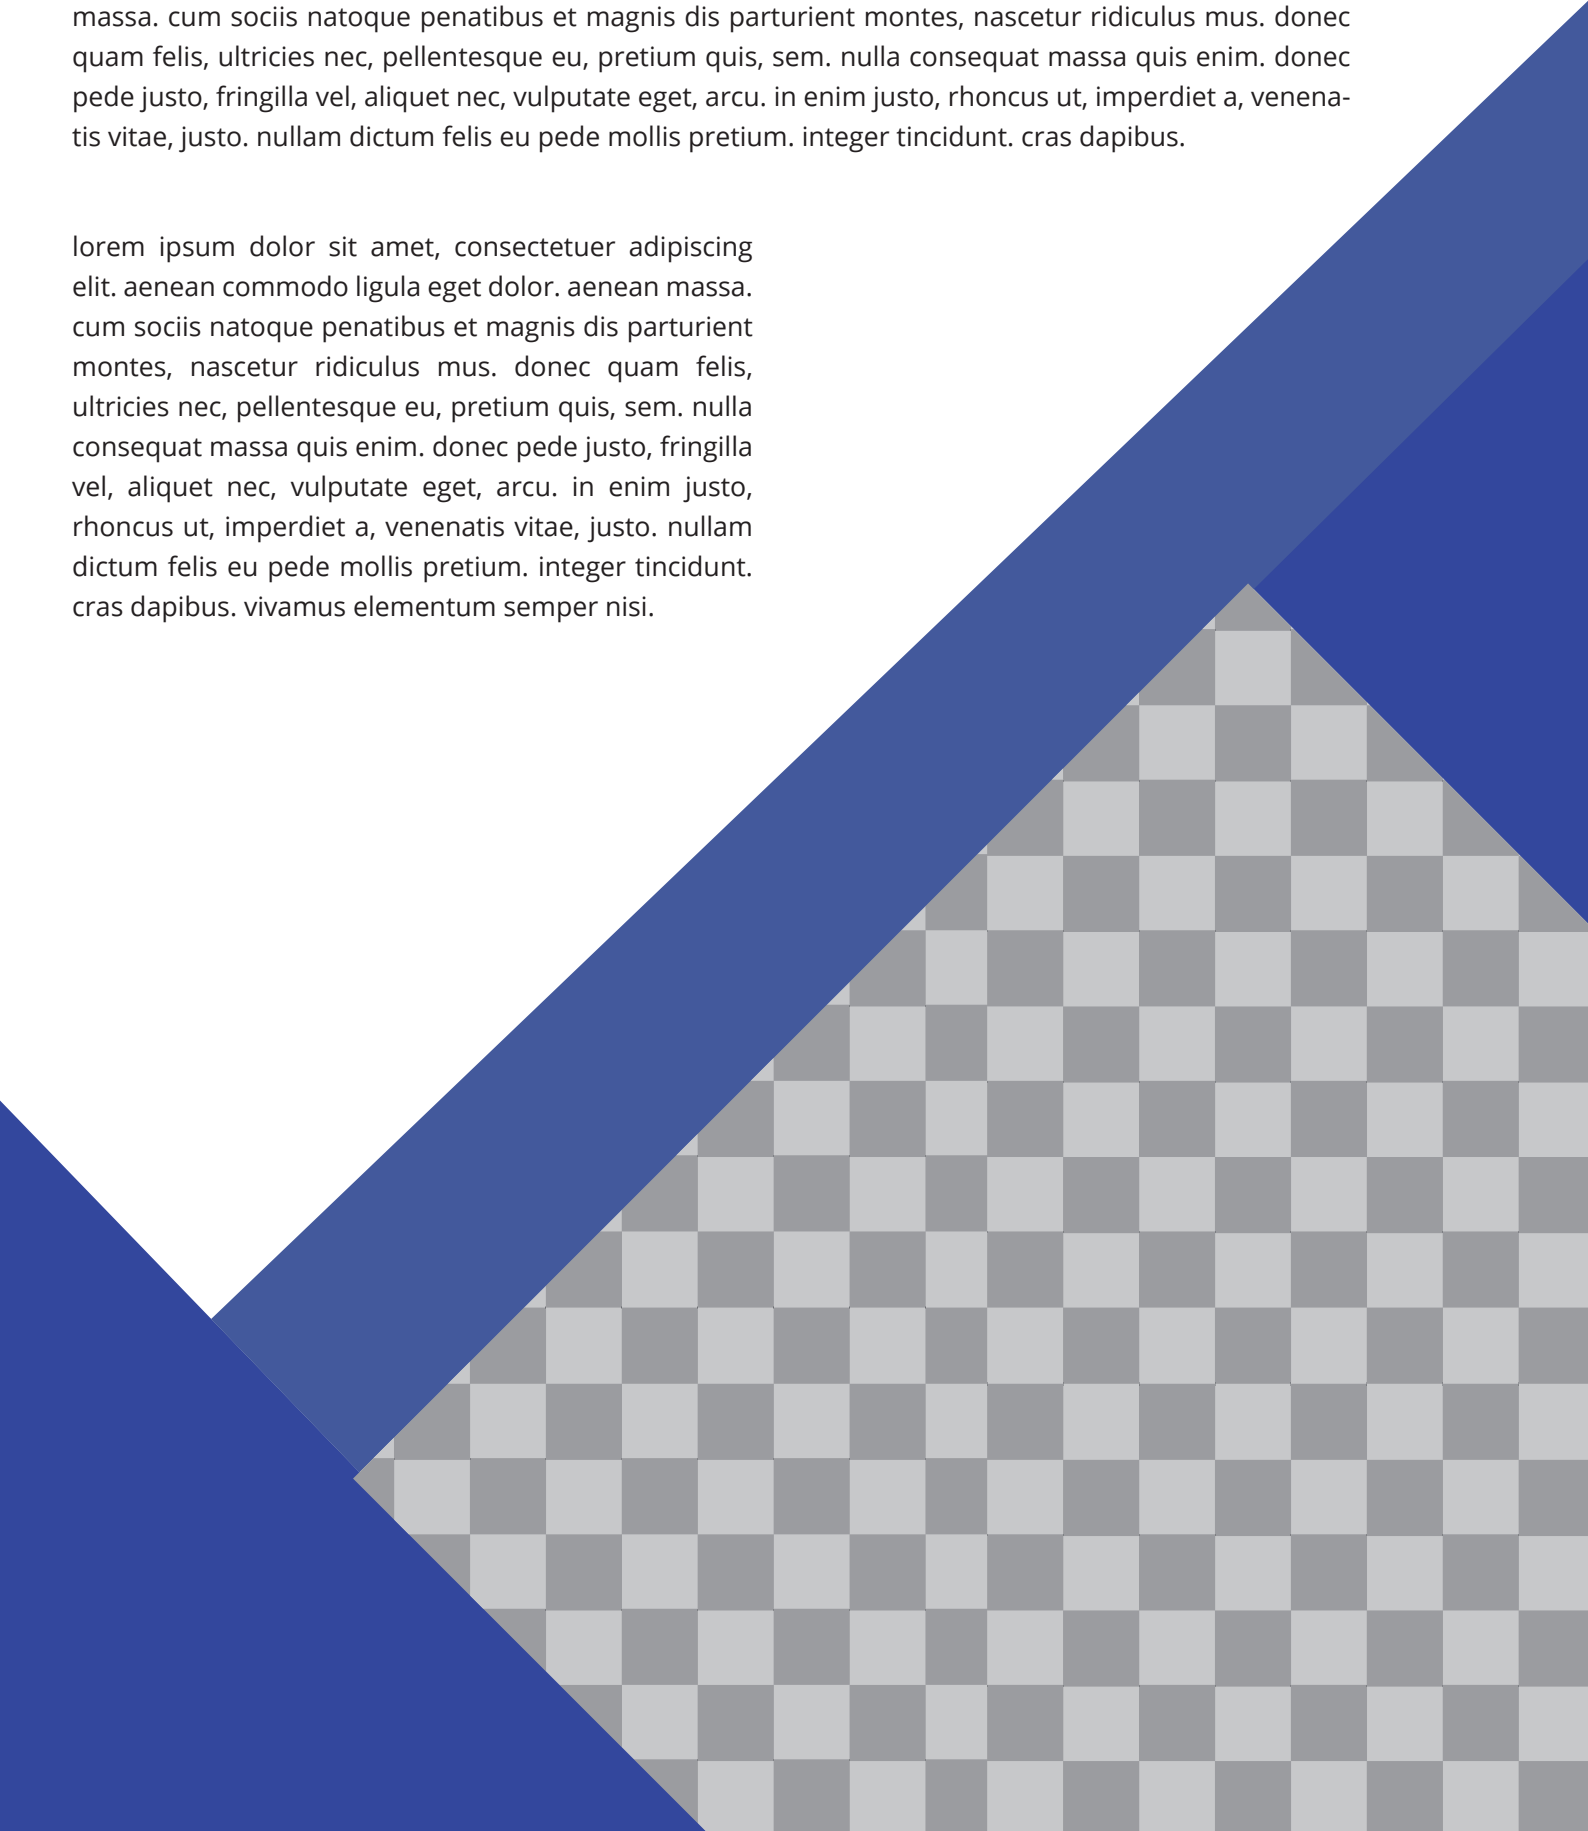 massa. cum sociis natoque penatibus et magnis dis parturient montes, nascetur ridiculus mus. donec
quam felis, ultricies nec, pellentesque eu, pretium quis, sem. nulla consequat massa quis enim. donec
pede justo, fringilla vel, aliquet nec, vulputate eget, arcu. in enim justo, rhoncus ut, imperdiet a, venena-
tis vitae, justo. nullam dictum felis eu pede mollis pretium. integer tincidunt. cras dapibus.
lorem ipsum dolor sit amet, consectetuer adipiscing
elit. aenean commodo ligula eget dolor. aenean massa.
cum sociis natoque penatibus et magnis dis parturient
montes, nascetur ridiculus mus. donec quam felis,
ultricies nec, pellentesque eu, pretium quis, sem. nulla
consequat massa quis enim. donec pede justo, fringilla
vel, aliquet nec, vulputate eget, arcu. in enim justo,
rhoncus ut, imperdiet a, venenatis vitae, justo. nullam
dictum felis eu pede mollis pretium. integer tincidunt.
cras dapibus. vivamus elementum semper nisi.